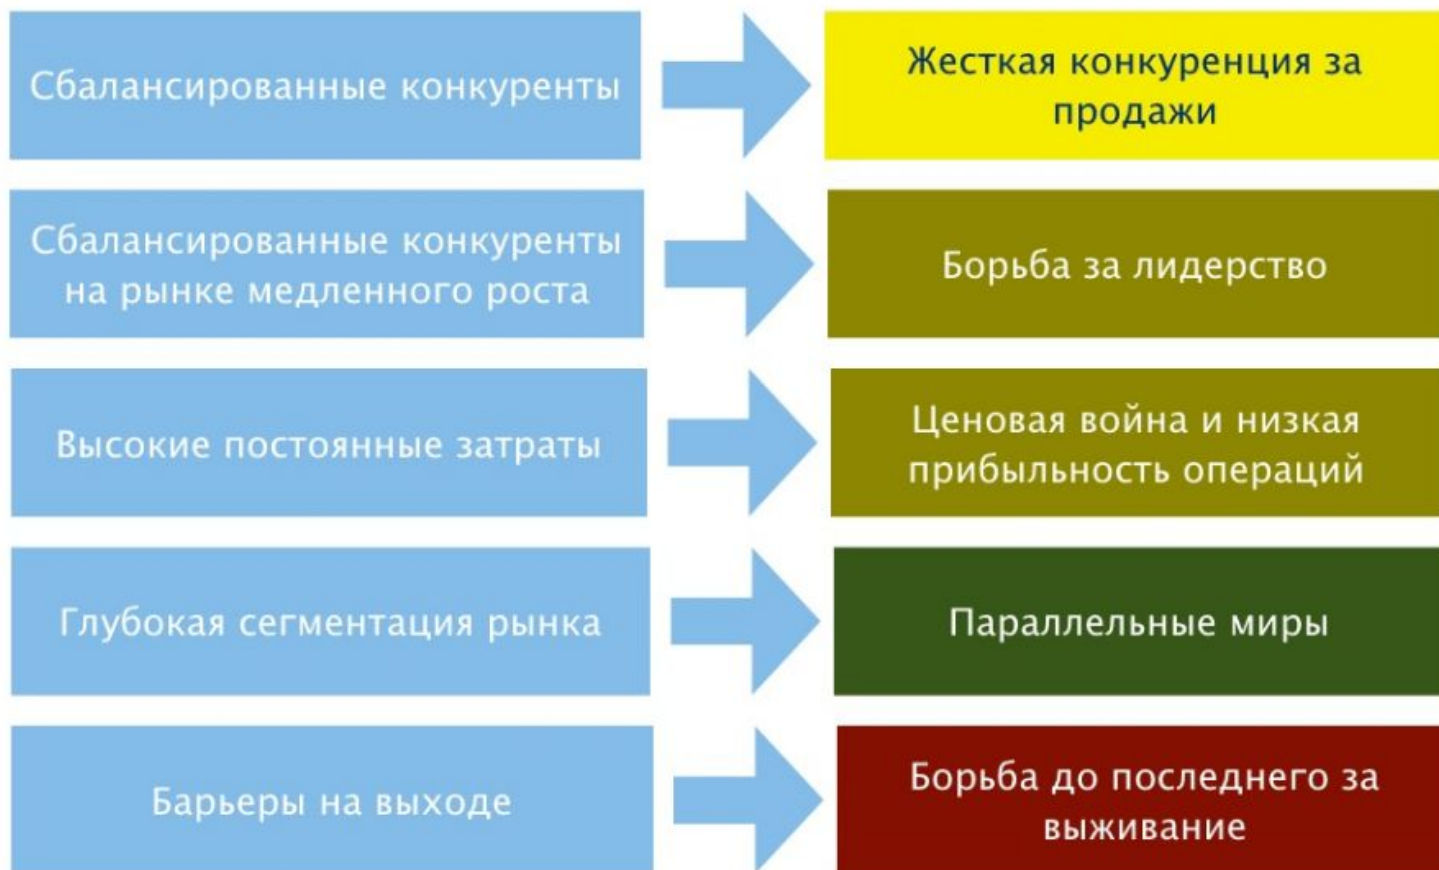 Сбалансированные конкуренты
Жесткая конкуренция за
продажи
Сбалансированные конкуренты
на рынке медленного роста
Борьба за лидерство
Высокие постоянные затраты
Ценовая война и низкая
прибыльность операций
Глубокая сегментация рынка
Параллельные миры
Барьеры на выходе
Борьба до последнего за
выживание